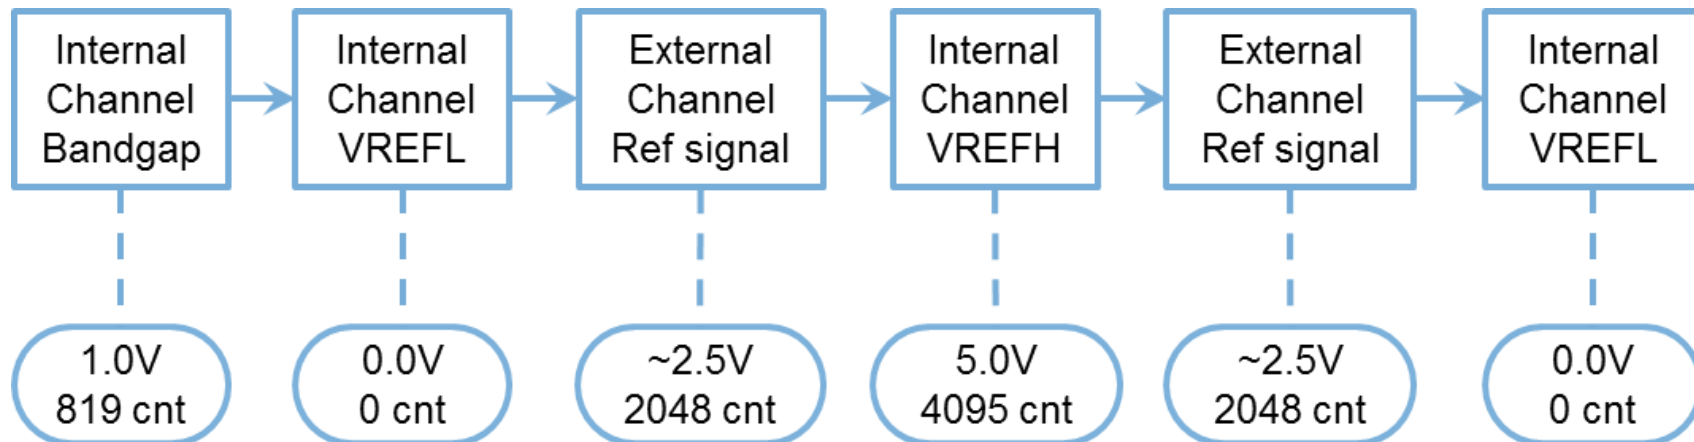 Internal
Channel
Bandgap
Internal
Channel
VREFL
External
Channel
Ref signal
Internal
Channel
VREFH
External
Channel
Ref signal
Internal
Channel
VREFL
1.0V
819 cnt
0.0V
0 cnt
~2.5V
2048 cnt
5.0V
4095 cnt
~2.5V
2048 cnt
0.0V
0 cnt